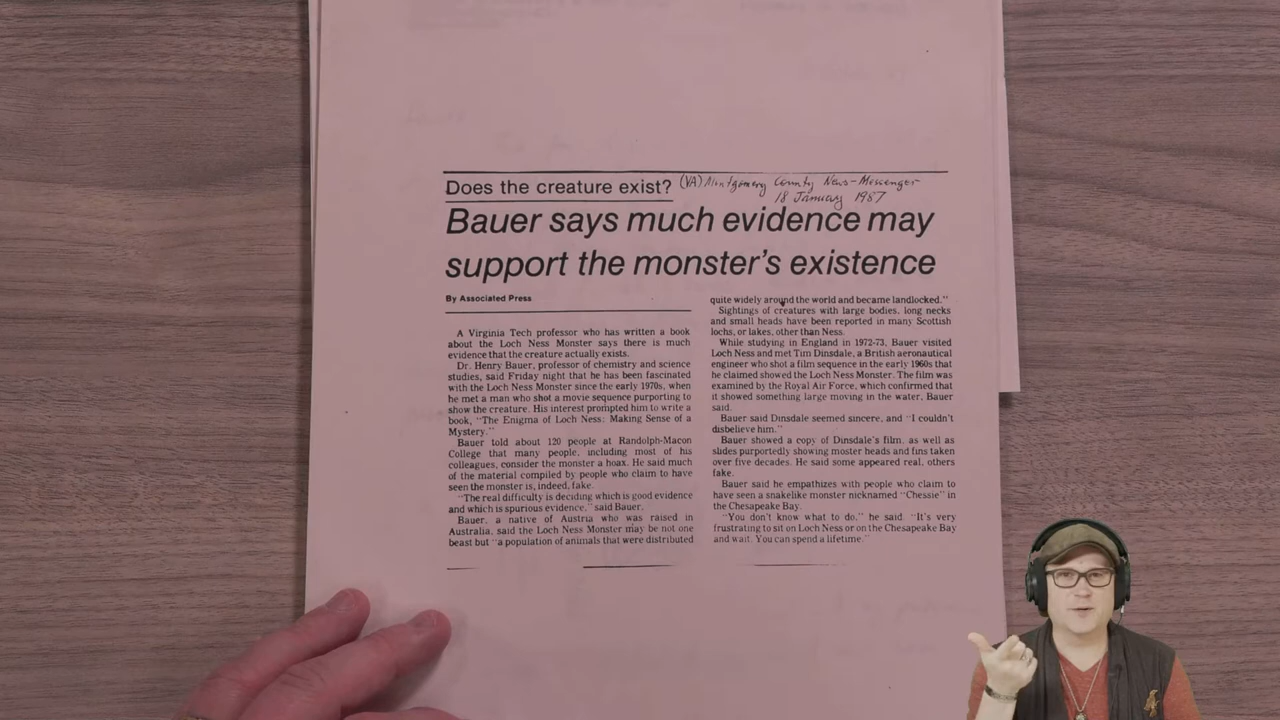 Does the creature exist? (VA) Montgomery County News-Messenger
18 January 1987
Bauer says much evidence may
support the monster's existence
By Associated Press
A Virginia Tech professor who has written a book
about the Loch Ness Monster says there is much
evidence that the creature actually exists.
Dr. Henry Bauer, professor of chemistry and science
studies, said Friday night that he has been fascinated
with the Loch Ness Monster since the early 1970s, when
he met a man who shot a movie sequence purporting to
show the creature. His interest prompted him to write a
book, "The Enigma of Loch Ness: Making Sense of a
Mystery."
Bauer told about 120 people at Randolph-Macon
College that many people, including most of his
colleagues, consider the monster a hoax. He said much
of the material compiled by people who claim to have
seen the monster is, indeed, fake.
"The real difficulty is deciding which is good evidence
and which is spurious evidence," said Bauer.
Bauer, a native of Austria who was raised in
Australia, said the Loch Ness Monster may be not one
beast but "a population of animals that were distributed
quite widely around the world and became landlocked."
Sightings of creatures with large bodies, long necks
and small heads have been reported in many Scottish
lochs, or lakes, other than Ness.
While studying in England in 1972-73, Bauer visited
Loch Ness and met Tim Dinsdale, a British aeronautical
engineer who shot a film sequence in the early 1960s that
he claimed showed the Loch Ness Monster. The film was
examined by the Royal Air Force, which confirmed that
it showed something large moving in the water, Bauer
said.
Bauer said Dinsdale seemed sincere, and "I couldn't
disbelieve him."
Bauer showed a copy of Dinsdale's film, as well as
slides purportedly showing moster heads and fins taken
over five decades. He said some appeared real, others
fake.
Bauer said he empathizes with people who claim to
have seen a snakelike monster nicknamed "Chessie" in
the Chesapeake Bay.
"You don't know what to do," he said. "It's very
frustrating to sit on Loch Ness or on the Chesapeake Bay
and wait. You can spend a lifetime."